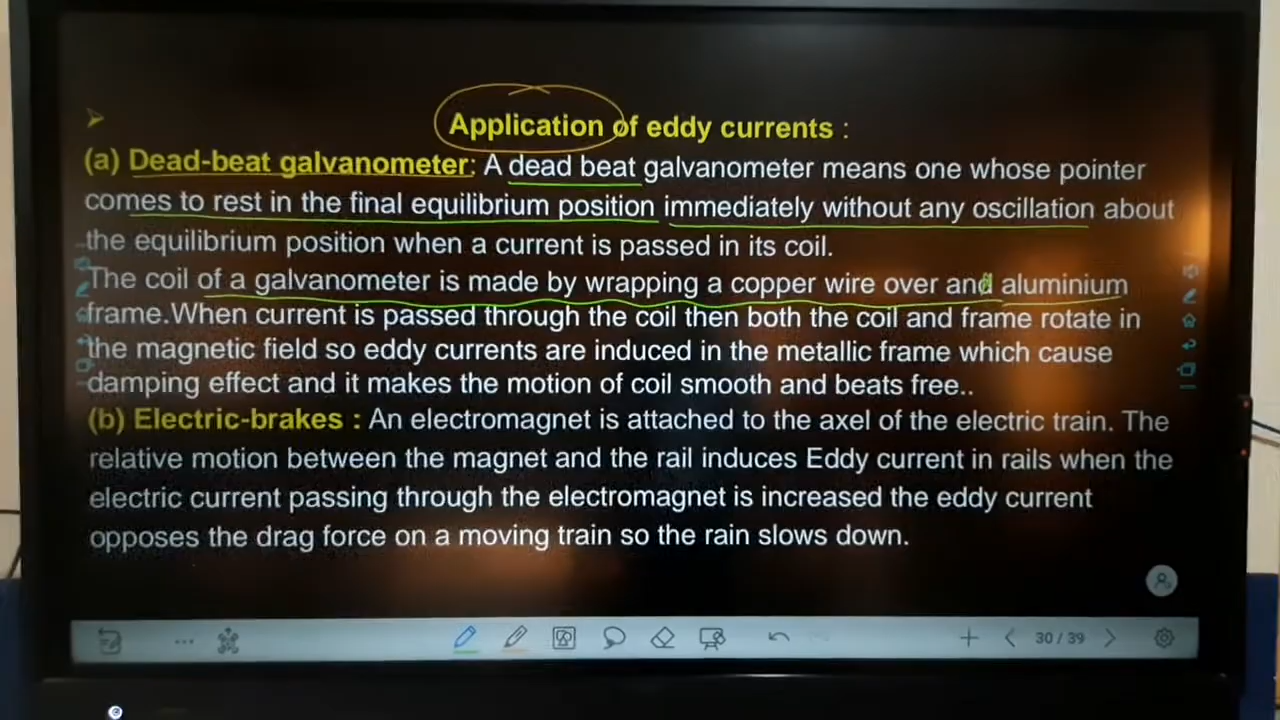 Application of eddy currents :
(a) Dead-beat galvanometer: A dead beat galvanometer means one whose pointer
comes to rest in the final equilibrium position immediately without any oscillation about
the equilibrium position when a current is passed in its coil.
The coil of a galvanometer is made by wrapping a copper wire over and aluminium
frame.When current is passed through the coil then both the coil and frame rotate in
the magnetic field so eddy currents are induced in the metallic frame which cause
damping effect and it makes the motion of coil smooth and beats free..
(b) Electric-brakes : An electromagnet is attached to the axel of the electric train. The
relative motion between the magnet and the rail induces Eddy current in rails when the
electric current passing through the electromagnet is increased the eddy current
opposes the drag force on a moving train so the rain slows down.
30 / 39